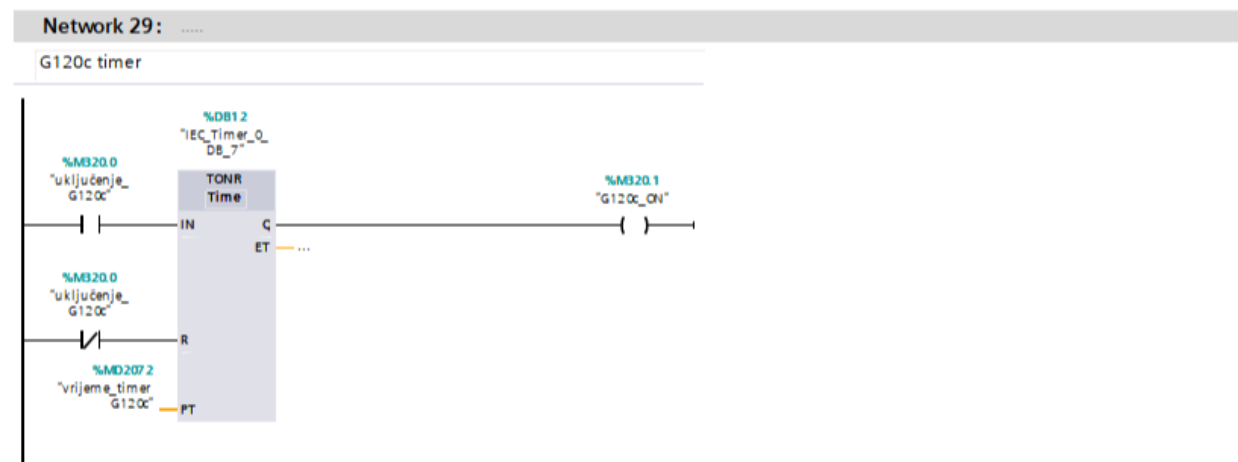 Network 29: .....
G120c timer
%DB12
"IEC_Timer_0_
DB_7"
%M320.0
"uključenje_
G120c"
TONR
Time
%M320.1
"G120c_ON"
IN
Q
ET
...
%M320.0
"uključenje_
G120c"
R
%MD2072
"vrijeme_timer
G120c"
PT